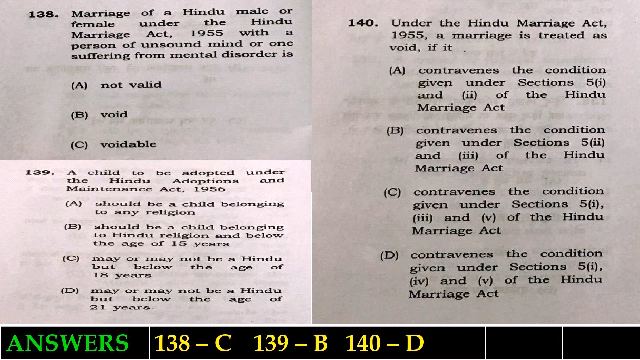 138. Marriage of a Hindu male or
female under the Hindu
Marriage Act, 1955 with a
person of unsound mind or one
suffering from mental disorder is
(A) not valid
(B) void
(C) voidable
139. A child to be adopted under
the Hindu Adoptions and
Maintenance Act, 1956
(A) should be a child belonging
to any religion
(B) should be a child belonging
to Hindu religion and below
the age of 15 years
(C) may or may not be a Hindu
but below the age of
18 years
(D) may or may not be a Hindu
but below the age of
21 years.
140. Under the Hindu Marriage Act,
1955, a marriage is treated as
void, if it .
(A) contravenes the condition
given under Sections 5(i)
and (ii) of the Hindu
Marriage Act
(B) contravenes the condition
given under Sections 5(ii)
and (iii) of the Hindu
Marriage Act
(C) contravenes the condition
given under Sections 5(i),
(iii) and (v) of the Hindu
Marriage Act
(D) contravenes the condition
given under Sections 5(i),
(iv) and (v) of the Hindu
Marriage Act
ANSWERS 138 – C 139 – B 140 – D